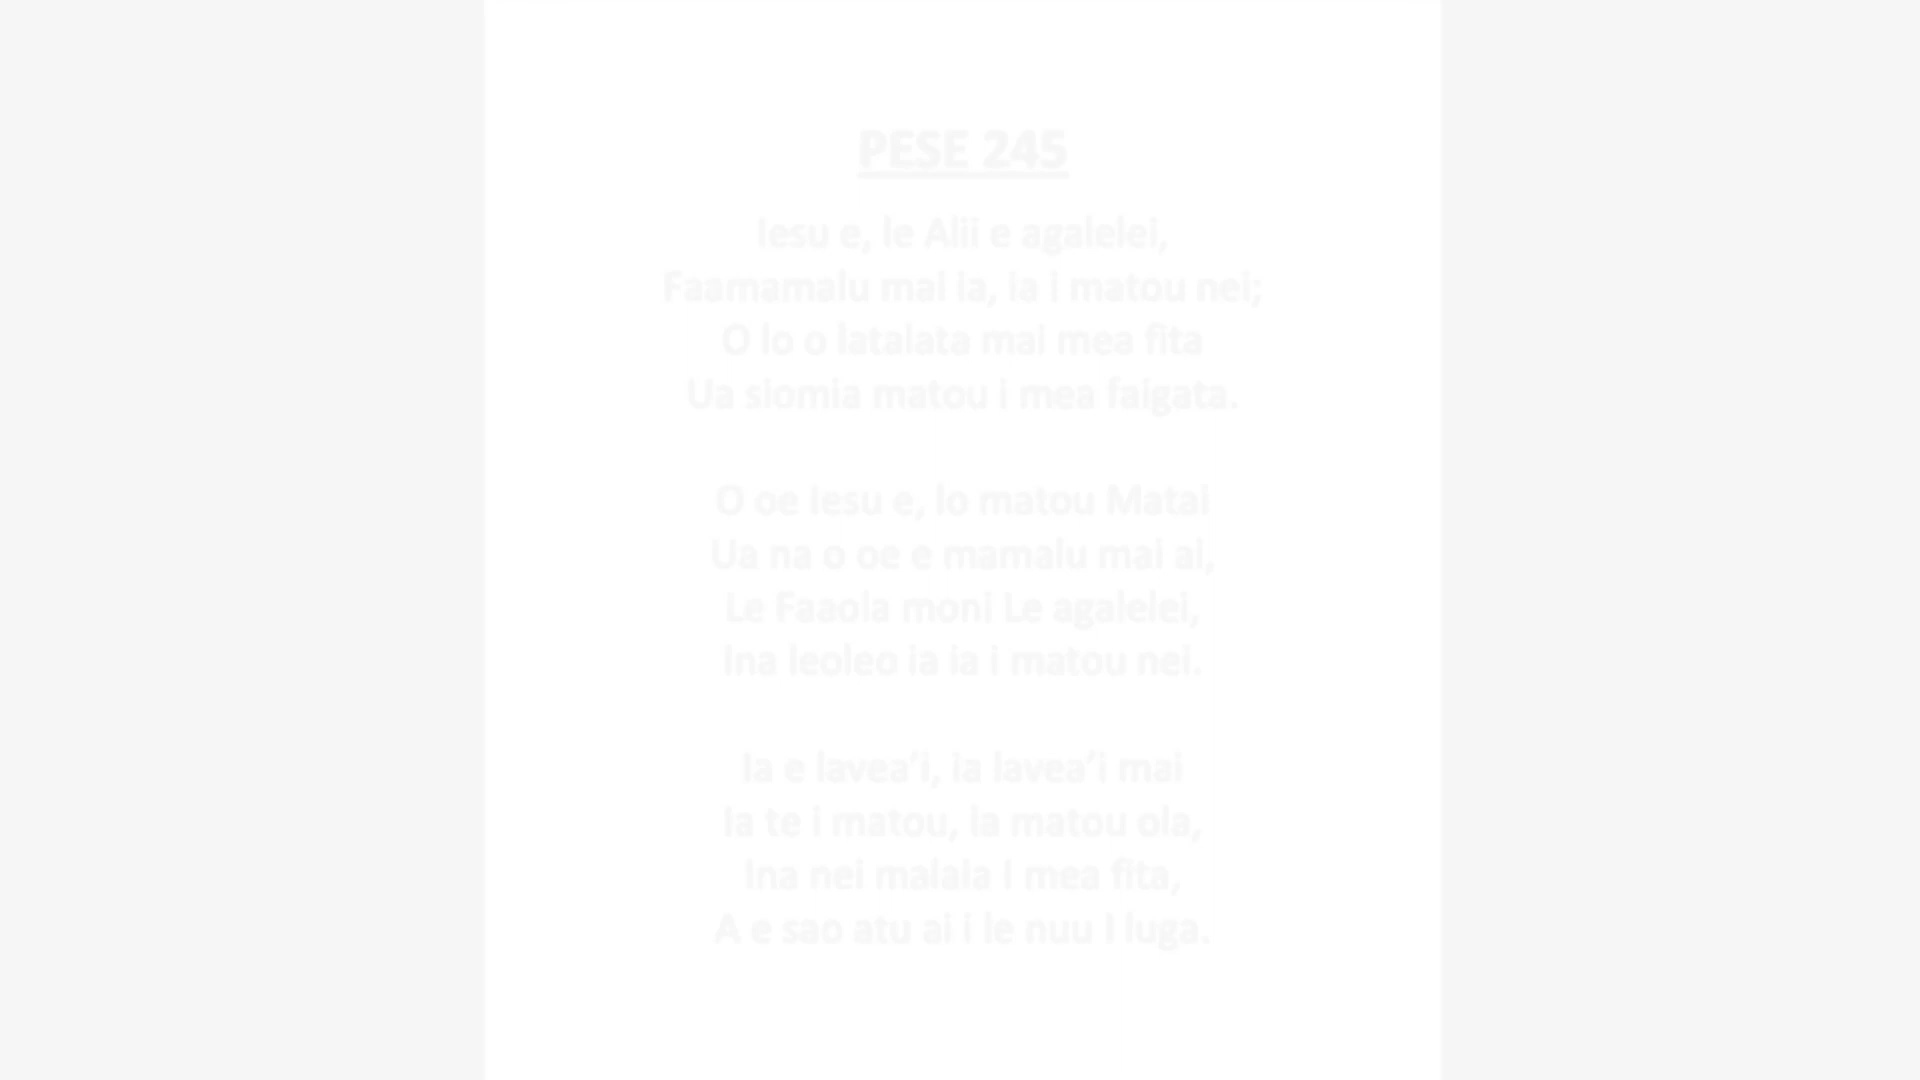 PESE 245
Iesu e, le Alii e agalelei,
Faamamalu mai ia, ia i matou nei;
O lo o latalata mai mea fita
Ua siomia matou i mea faigata.
O oe Iesu e, lo matou Matai
Ua na o oe e mamalu mai ai,
Le Faaola moni Le agalelei,
Ina leoleo ia ia i matou nei.
Ia e lavea’i, ia lavea’i mai
Ia te i matou, ia matou ola,
Ina nei malaia I mea fita,
A e sao atu ai i le nuu I luga.